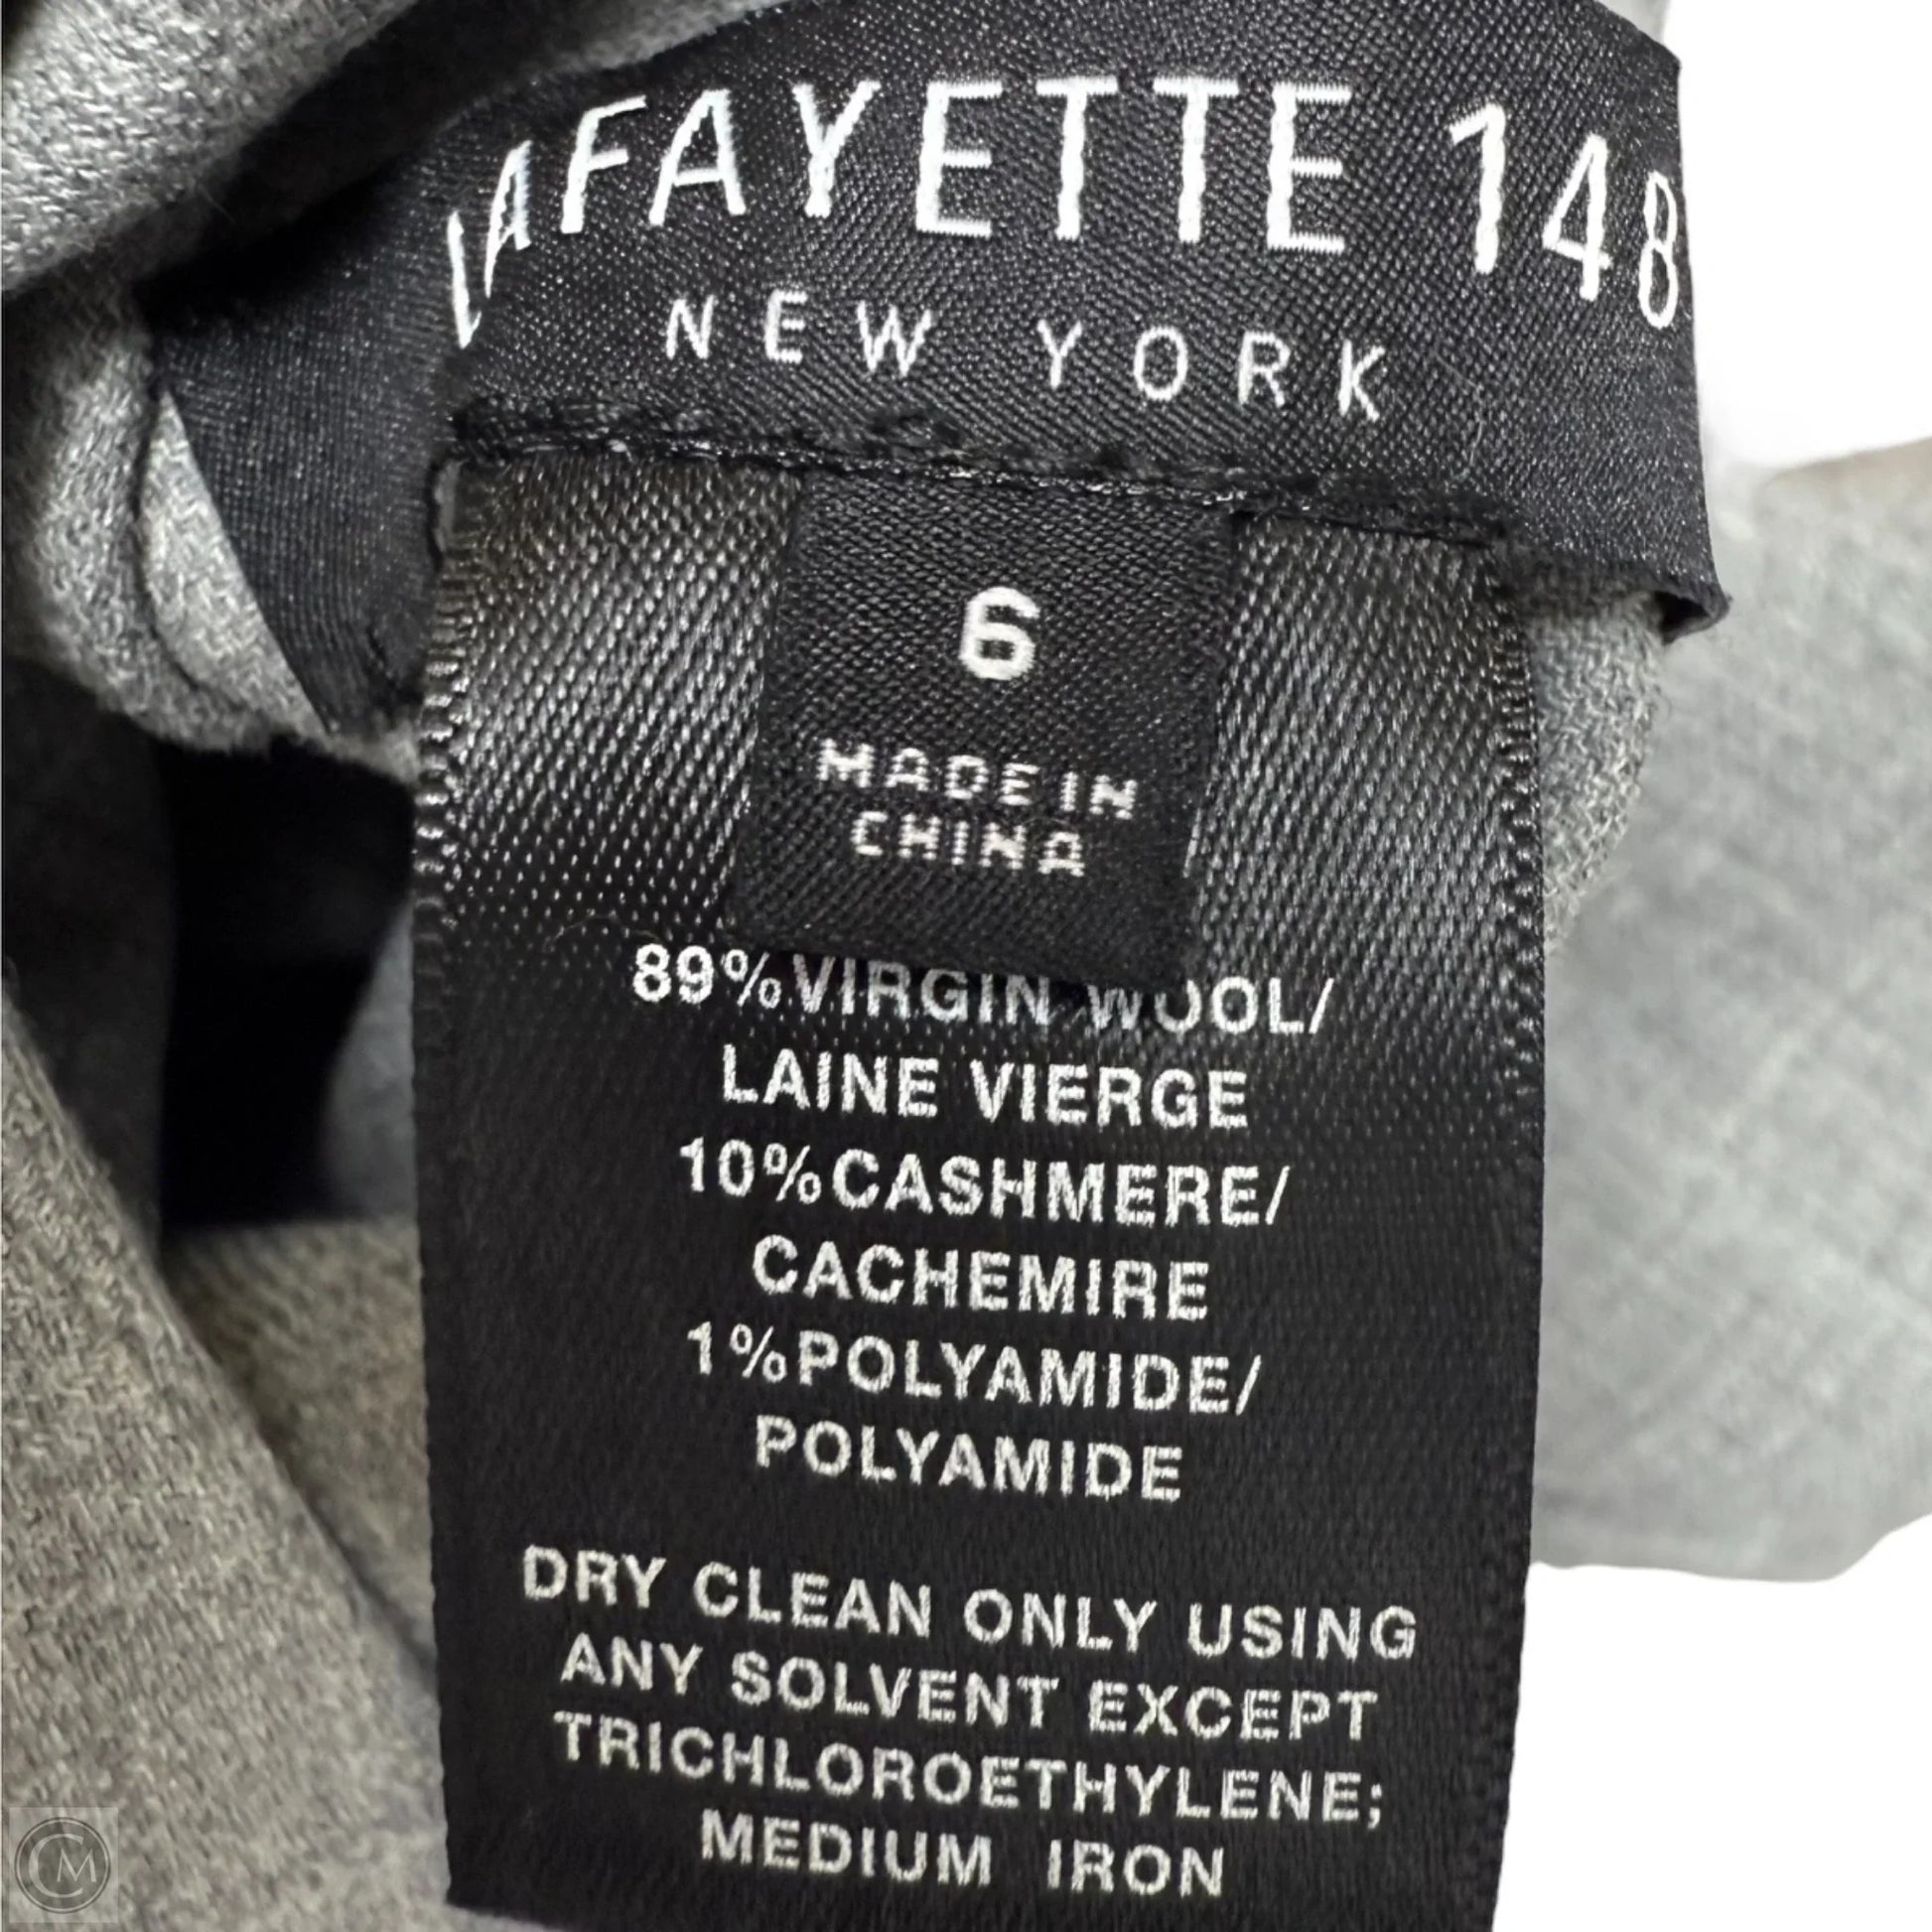 LAFAYETTE 148
NEW YORK
6
MADE IN
CHINA
89%VIRGIN WOOL/
LAINE VIERGE
10%CASHMERE/
CACHEMIRE
1%POLYAMIDE/
POLYAMIDE
DRY CLEAN ONLY USING
ANY SOLVENT EXCEPT
TRICHLOROETHYLENE;
MEDIUM IRON
CM